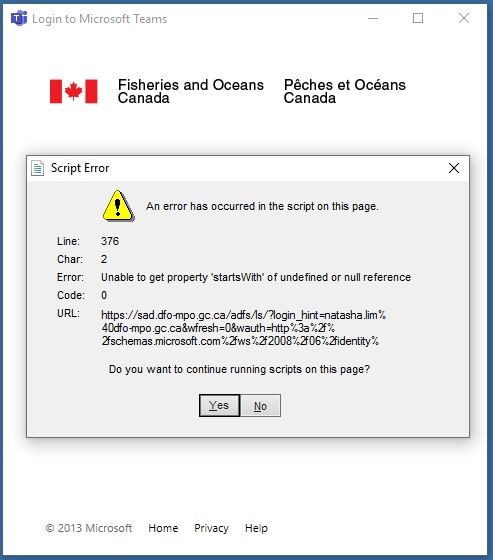 Login to Microsoft Teams
Fisheries and Oceans Pêches et Océans
Canada Canada
Script Error
An error has occurred in the script on this page.
Line: 376
Char: 2
Error: Unable to get property 'startsWith' of undefined or null reference
Code: 0
URL: https://sad.dfo-mpo.gc.ca/adfs/ls/?login_hint=natasha.lim%
40dfo-mpo.gc.ca&wfresh=0&wauth=http%3a%2f%
2fschemas.microsoft.com%2fws%2f2008%2f06%2fidentity%
Do you want to continue running scripts on this page?
Yes No
© 2013 Microsoft Home Privacy Help